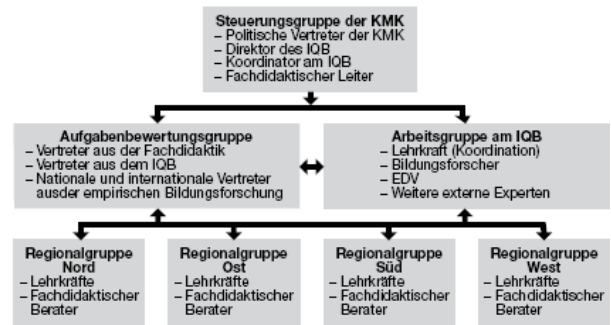 Steuerungsgruppe der KMK
– Politische Vertreter der KMK
– Direktor des IQB
– Koordinator am IQB
– Fachdidaktischer Leiter
Aufgabenbewertungsgruppe
– Vertreter aus der Fachdidaktik
– Vertreter aus dem IQB
– Nationale und internationale Vertreter
ausder empirischen Bildungsforschung
Arbeitsgruppe am IQB
– Lehrkraft (Koordination)
– Bildungsforscher
– EDV
– Weitere externe Experten
Regionalgruppe
Nord
– Lehrkräfte
– Fachdidaktischer
Berater
Regionalgruppe
Ost
– Lehrkräfte
– Fachdidaktischer
Berater
Regionalgruppe
Süd
– Lehrkräfte
– Fachdidaktischer
Berater
Regionalgruppe
West
– Lehrkräfte
– Fachdidaktischer
Berater